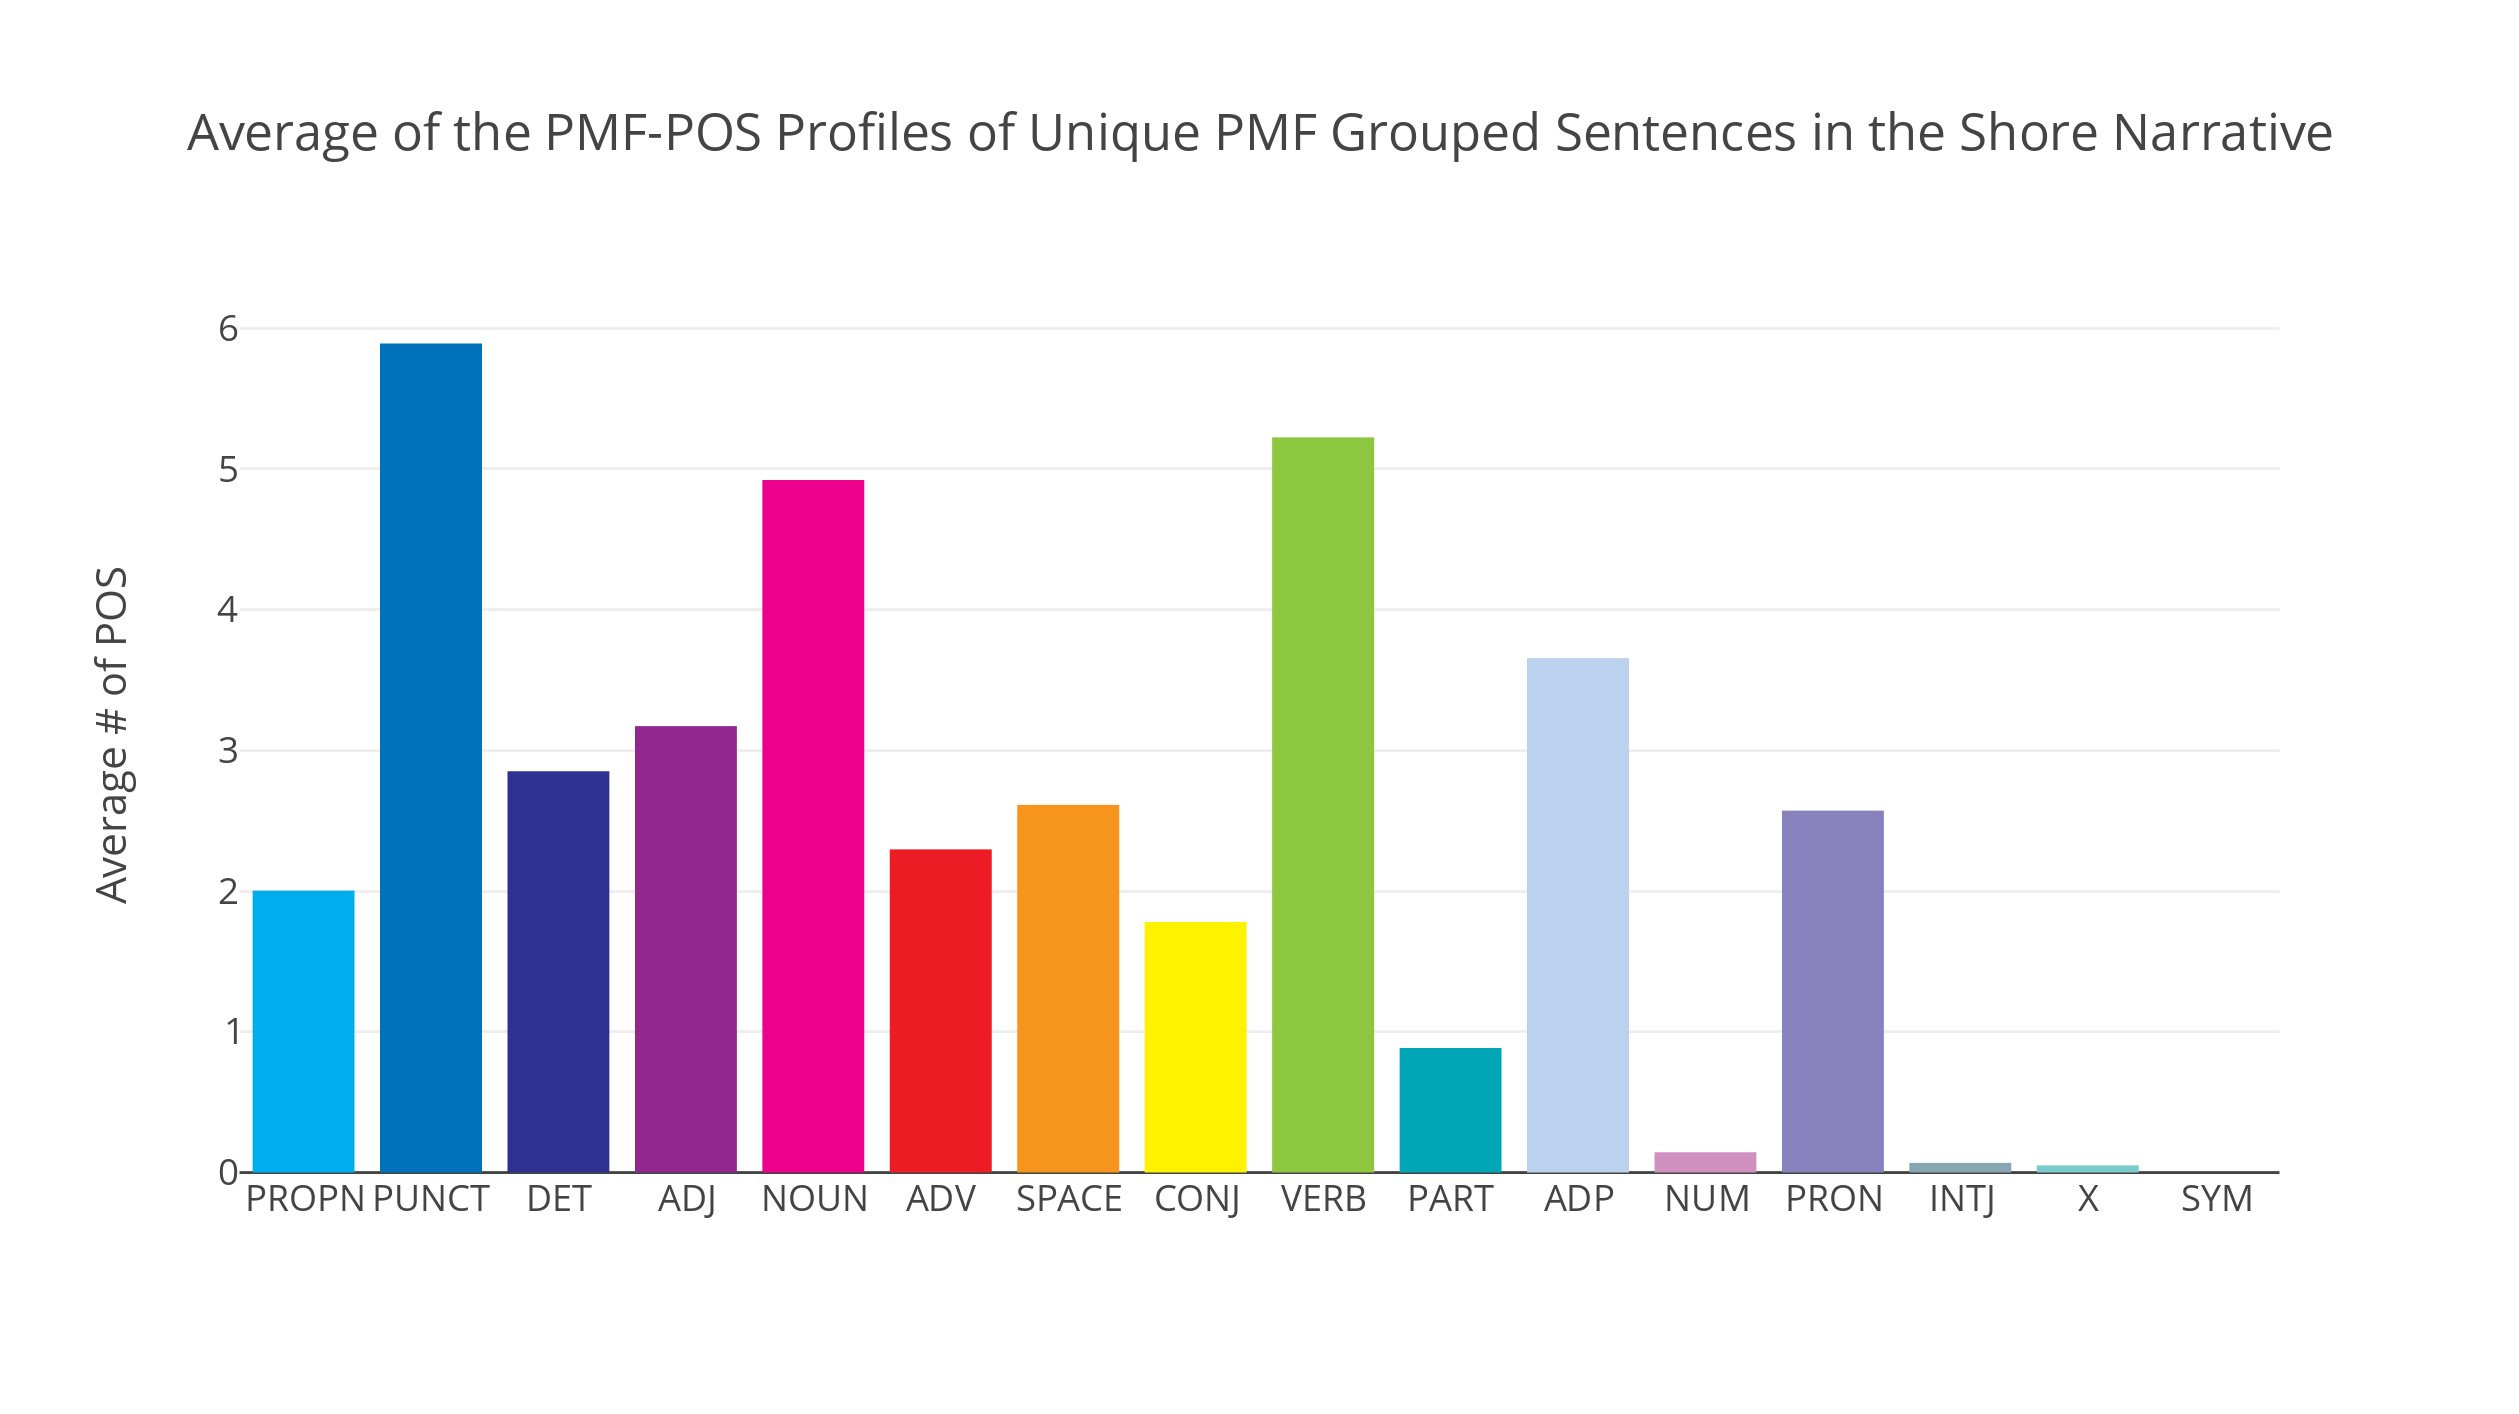 Average of the PMF-POS Profiles of Unique PMF Grouped Sentences in the Shore Narrative
Average # of POS
6
5
4
3
2
1
0
PROPN PUNCT DET ADJ NOUN ADV SPACE CONJ VERB PART ADP NUM PRON INTJ X SYM